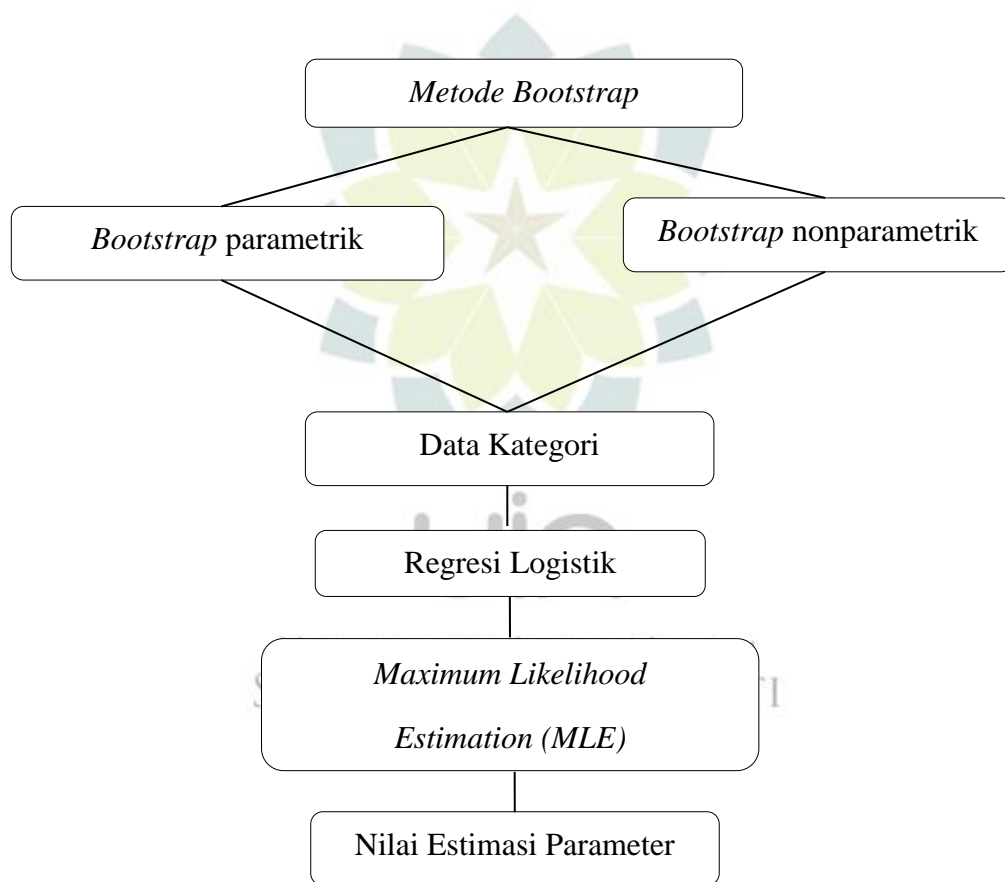 Metode Bootstrap
Bootstrap parametrik
Bootstrap nonparametrik
Data Kategori
Regresi Logistik
Maximum Likelihood
Estimation (MLE)
Nilai Estimasi Parameter